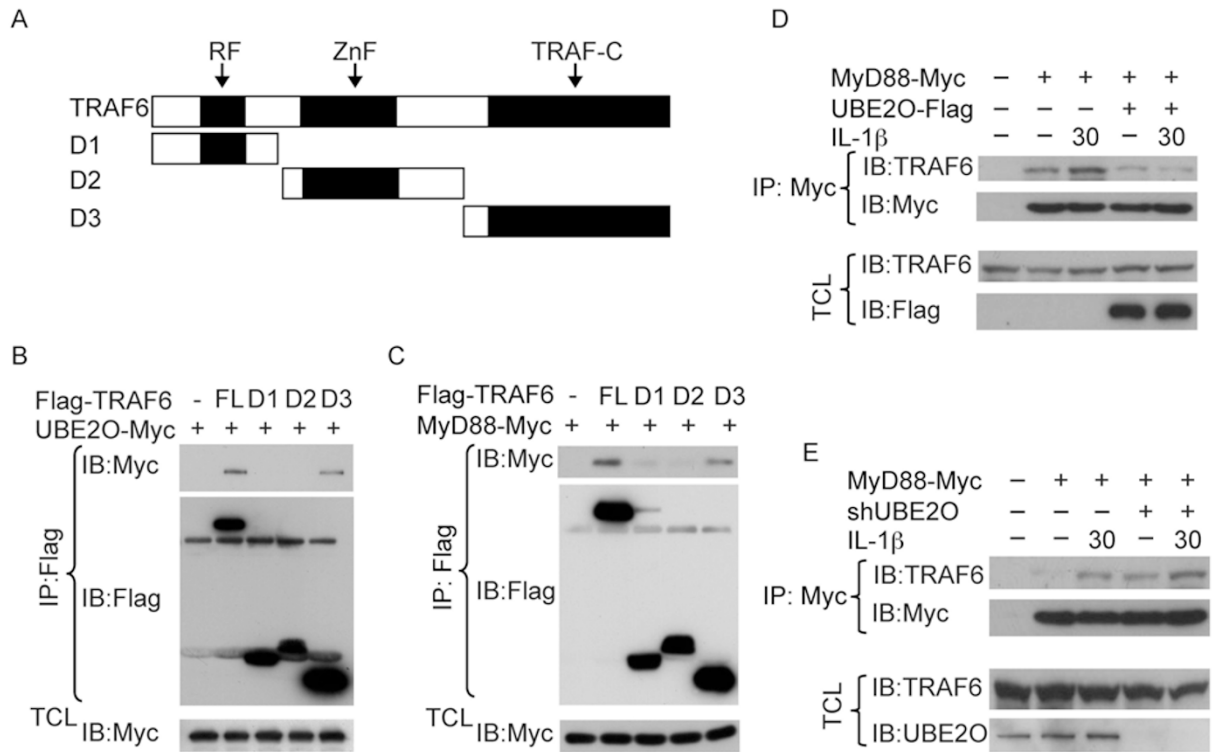 A
RF ZnF TRAF-C
TRAF6
D1
D2
D3
B
Flag-TRAF6 - FL D1 D2 D3
UBE2O-Myc + + + + +
IP:Flag
IB:Myc
IB:Flag
TCL
IB:Myc
C
Flag-TRAF6 - FL D1 D2 D3
MyD88-Myc + + + + +
IP: Flag
IB:Myc
IB:Flag
TCL
IB:Myc
D
MyD88-Myc – + + + +
UBE2O-Flag – – – + +
IL-1β – – 30 – 30
IP: Myc
IB:TRAF6
IB:Myc
TCL
IB:TRAF6
IB:Flag
E
MyD88-Myc – + + + +
shUBE2O – – – + +
IL-1β – – 30 – 30
IP: Myc
IB:TRAF6
IB:Myc
TCL
IB:TRAF6
IB:UBE2O